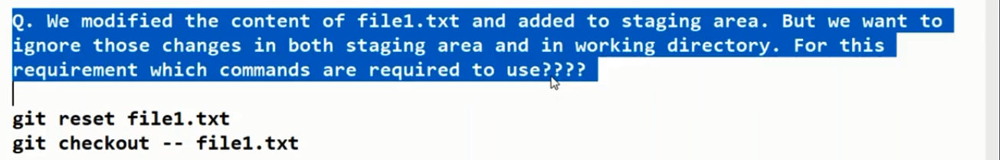 Q. We modified the content of file1.txt and added to staging area. But we want to
ignore those changes in both staging area and in working directory. For this
requirement which commands are required to use????
git reset file1.txt
git checkout -- file1.txt